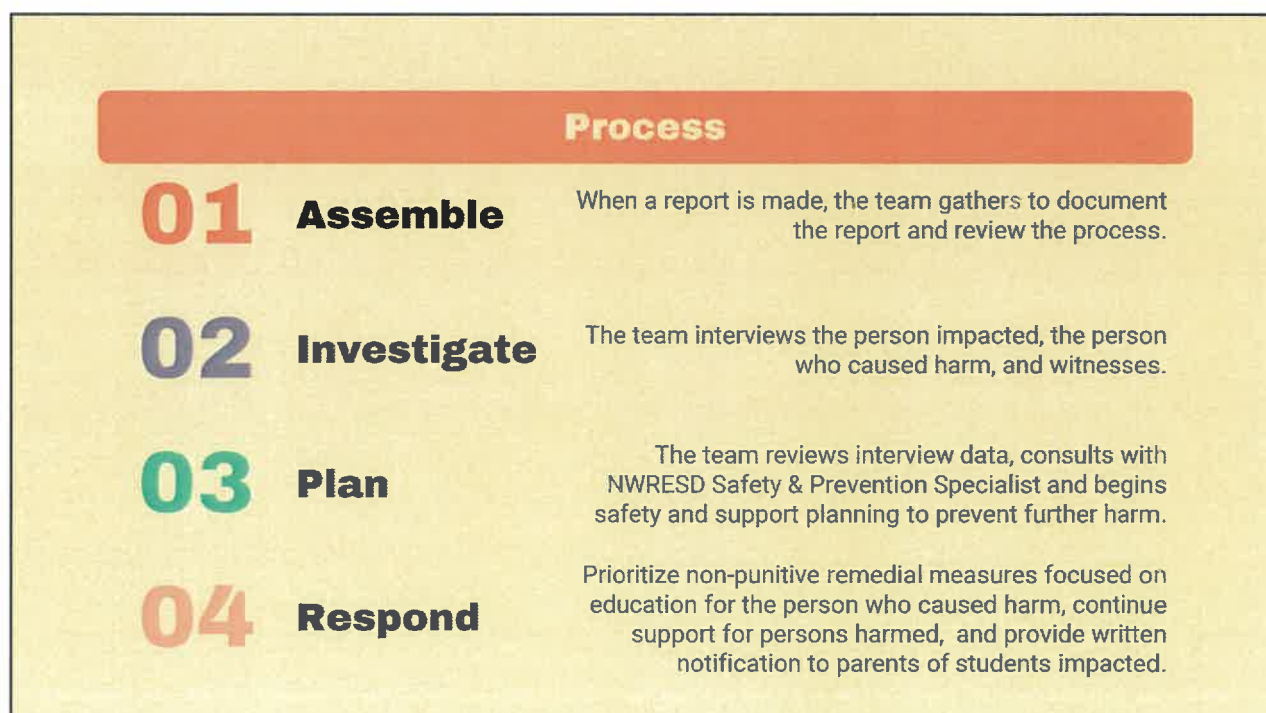 Process
01 Assemble
When a report is made, the team gathers to document
the report and review the process.
02 Investigate
The team interviews the person impacted, the person
who caused harm, and witnesses.
03 Plan
The team reviews interview data, consults with
NWRESD Safety & Prevention Specialist and begins
safety and support planning to prevent further harm.
04 Respond
Prioritize non-punitive remedial measures focused on
education for the person who caused harm, continue
support for persons harmed, and provide written
notification to parents of students impacted.